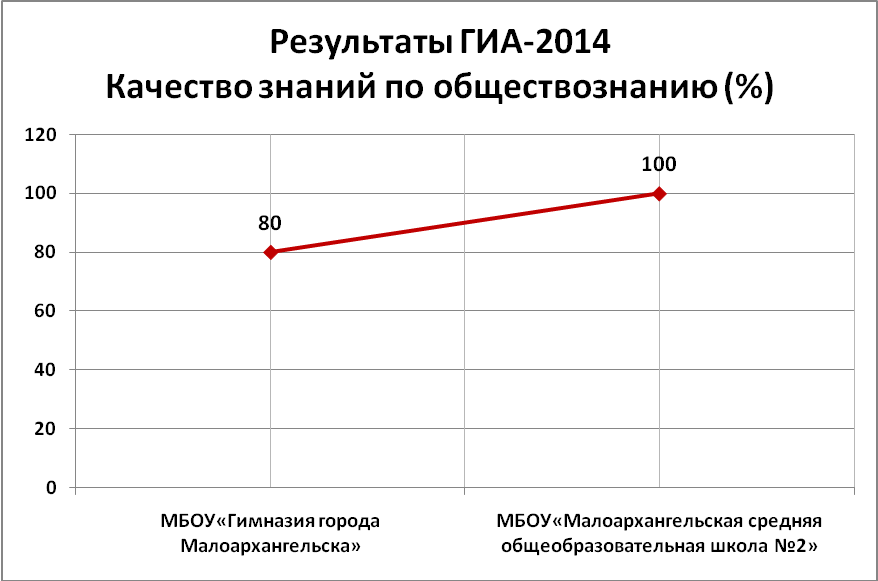 Результаты ГИА-2014
Качество знаний по обществознанию (%)
120
100
80
60
40
20
0
80
100
МБОУ«Гимназия города
Малоархангельска»
МБОУ«Малоархангельская средняя
общеобразовательная школа №2»